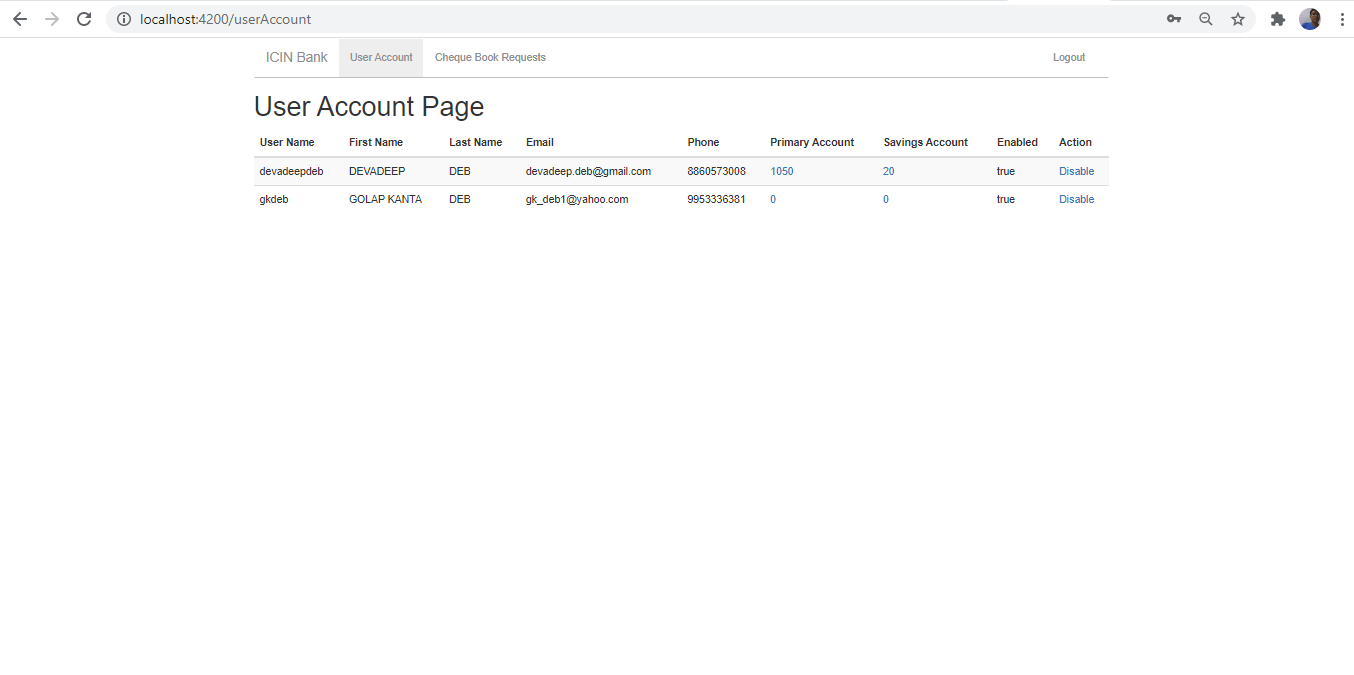 localhost:4200/userAccount
ICIN Bank User Account Cheque Book Requests Logout
User Account Page
User Name First Name Last Name Email Phone Primary Account Savings Account Enabled Action
devadeepdeb DEVADEEP DEB devadeep.deb@gmail.com 8860573008 1050 20 true Disable
gkdeb GOLAP KANTA DEB gk_deb1@yahoo.com 9953336381 0 0 true Disable